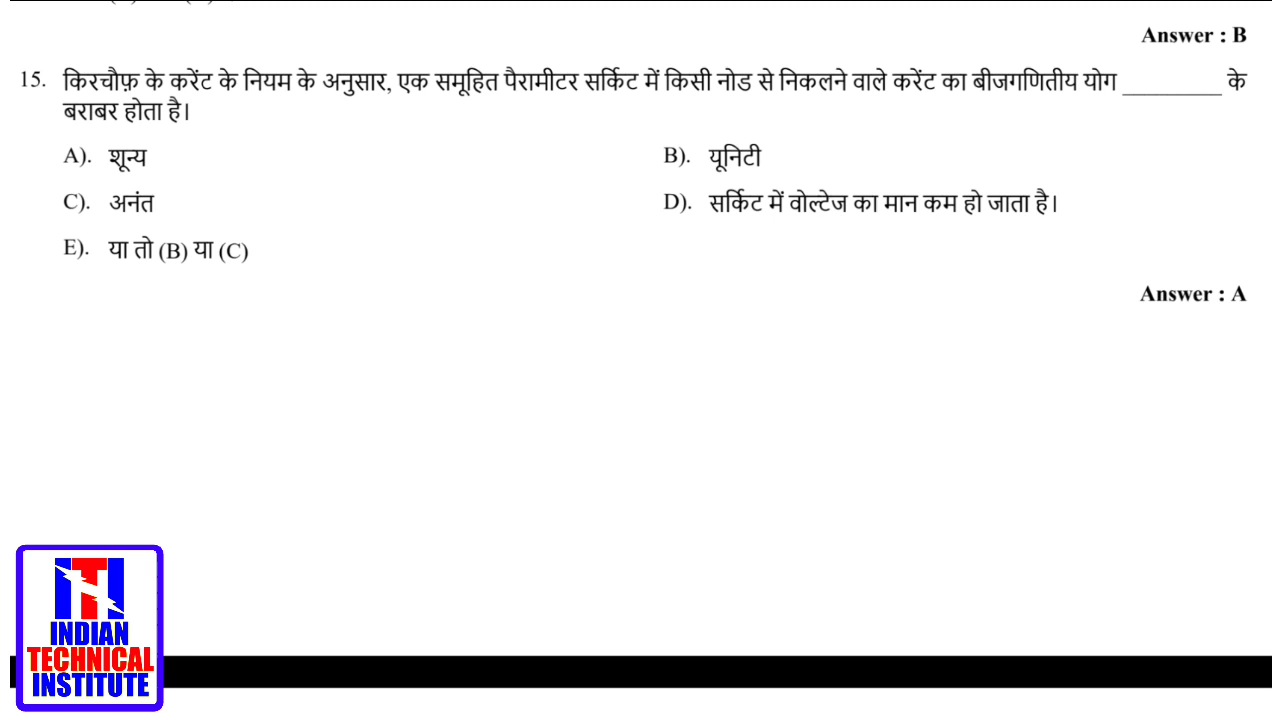 Answer : B
15. किरचौफ़ के करेंट के नियम के अनुसार, एक समूहित पैरामीटर सर्किट में किसी नोड से निकलने वाले करेंट का बीजगणितीय योग _________ के
बराबर होता है।
A). शून्य B). यूनिटी
C). अनंत D). सर्किट में वोल्टेज का मान कम हो जाता है।
E). या तो (B) या (C)
Answer : A
ITI
INDIAN
TECHNICAL
INSTITUTE